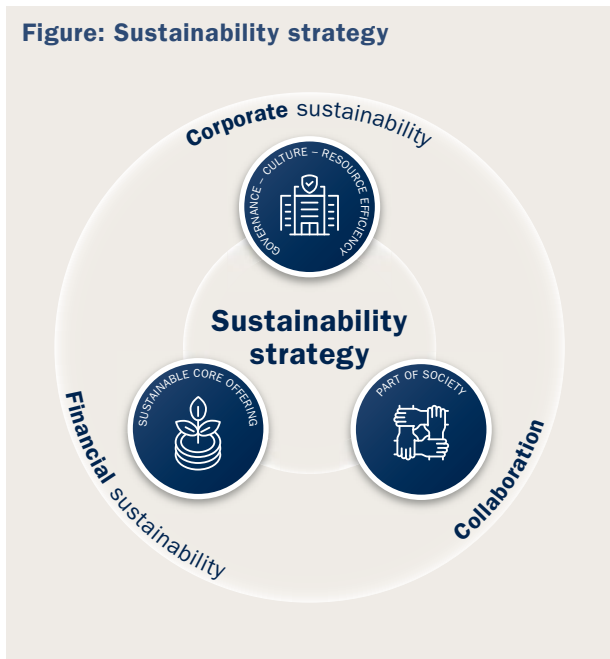 Figure: Sustainability strategy
Corporate sustainability
GOVERNANCE – CULTURE – RESOURCE EFFICIENCY
Sustainability
strategy
SUSTAINABLE CORE OFFERING
PART OF SOCIETY
Financial sustainability
Collaboration